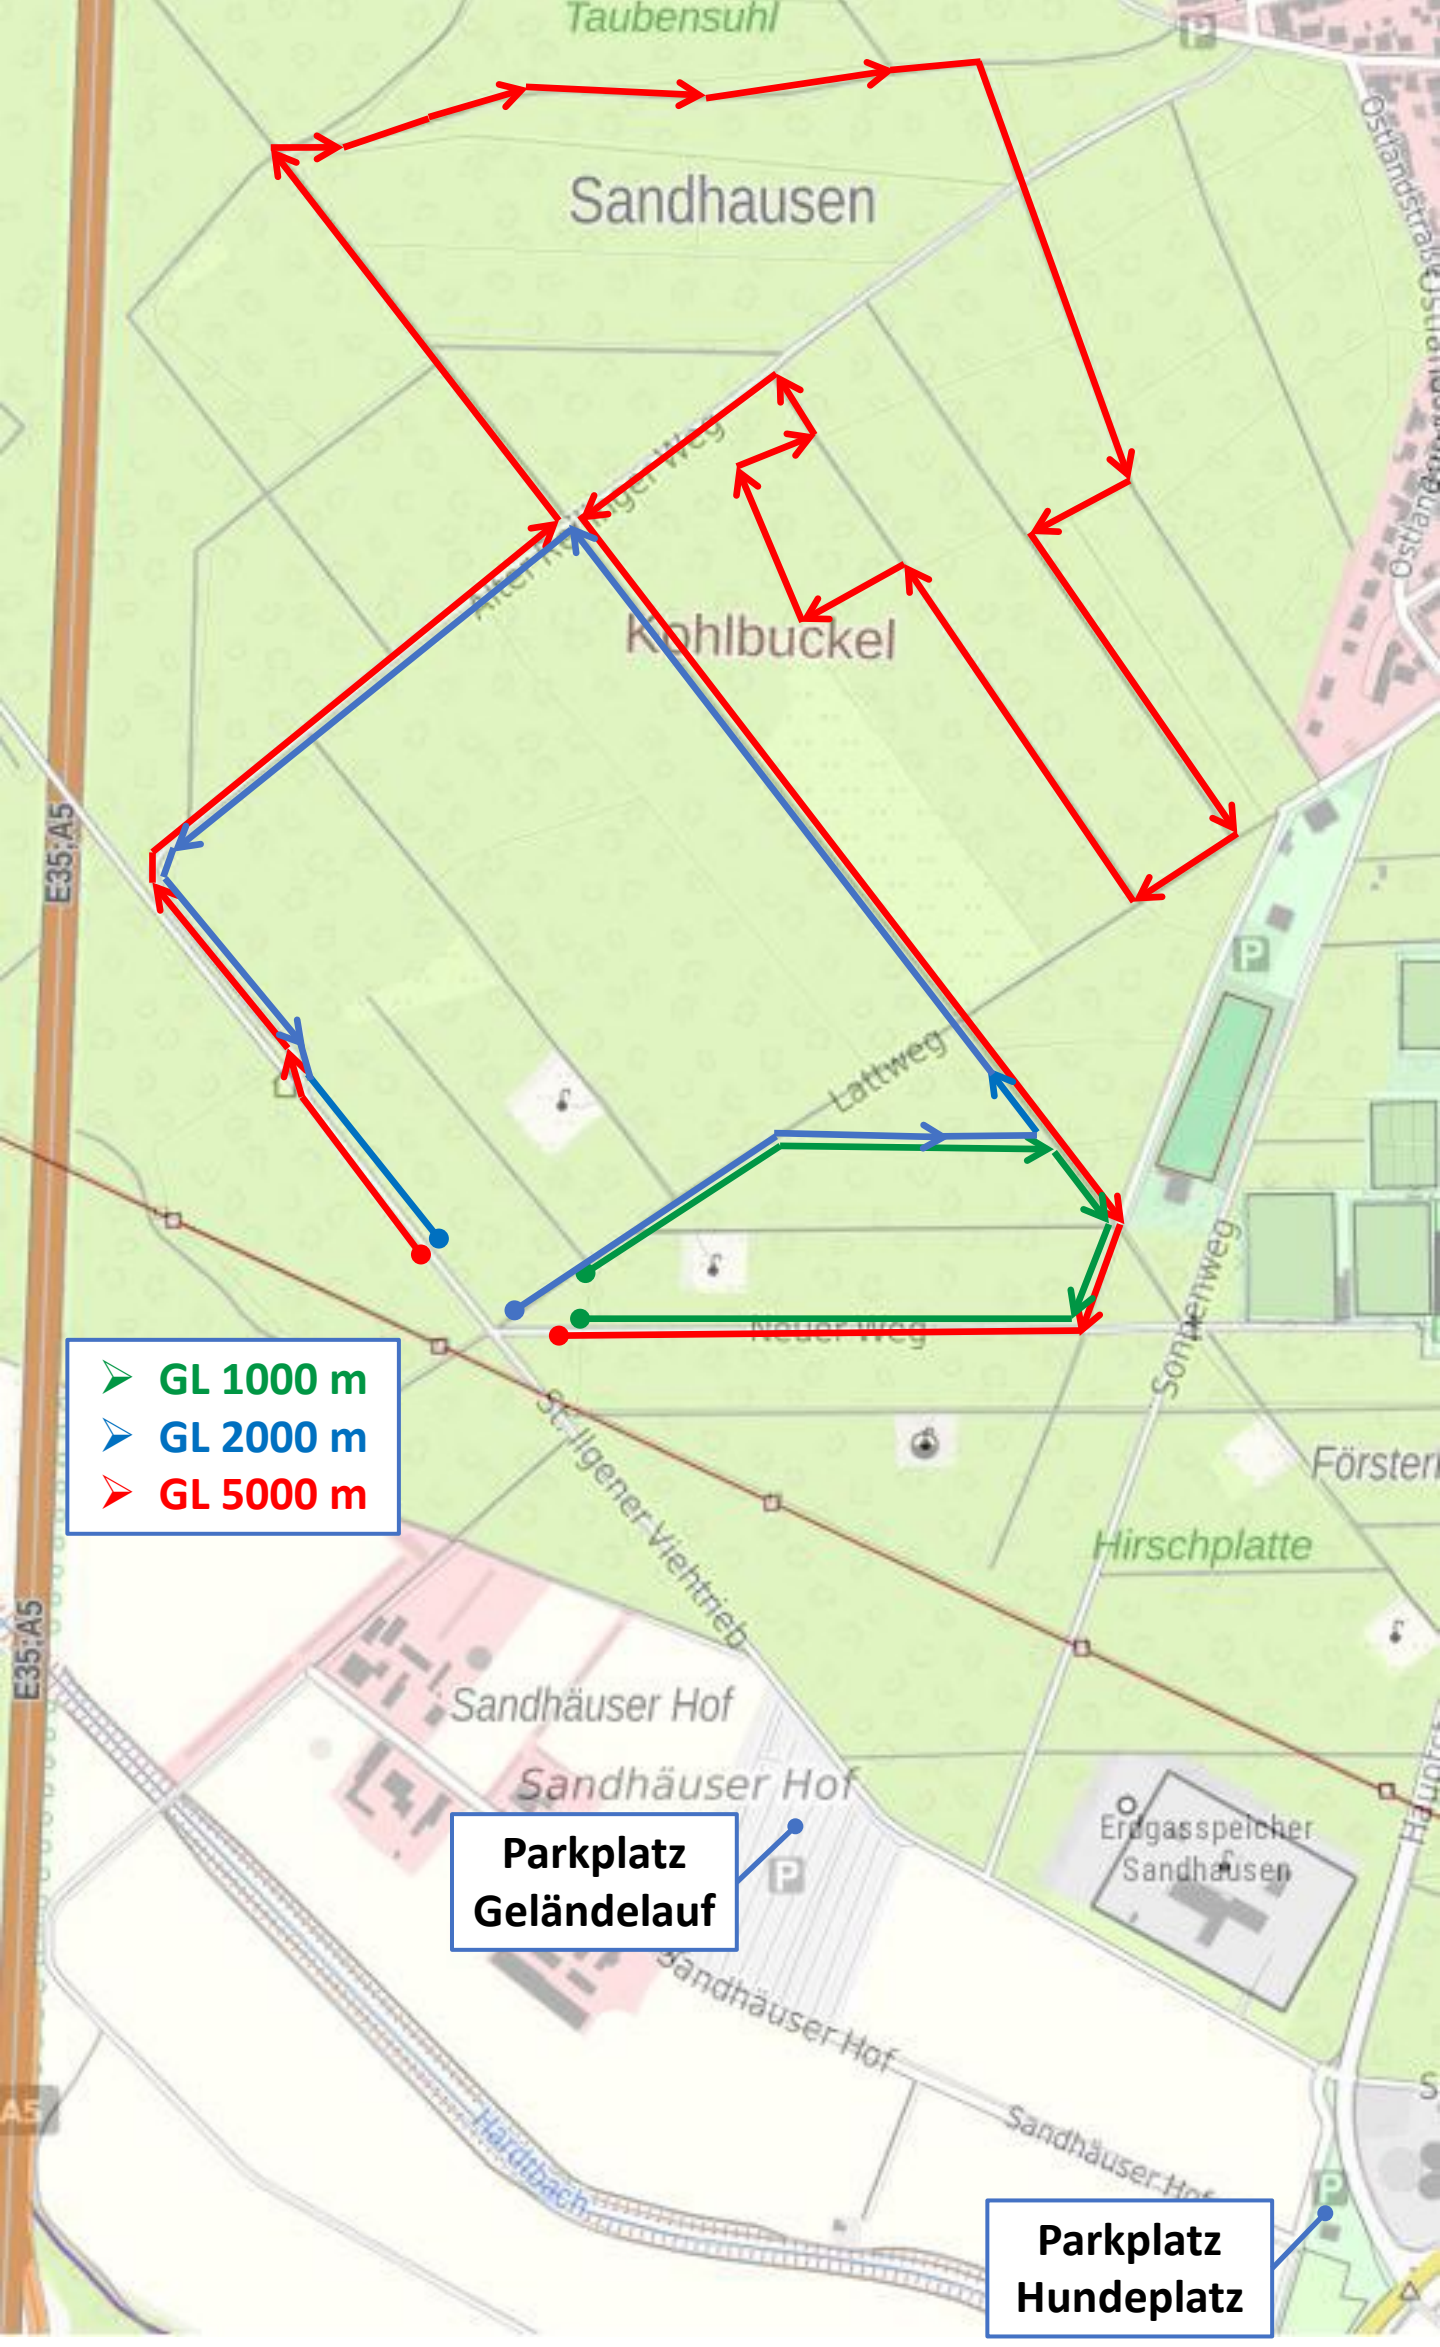 Taubensuhl
P
Ostlandstraße
Sandhausen
Kohlbuckel
E35;A5
P
Lattweg
Sonnenweg
Neuer Weg
GL 1000 m
GL 2000 m
GL 5000 m
St. Ilgener Viehtrieb
Hirschplatte
E35;A5
Sandhäuser Hof
Sandhäuser Hof
Parkplatz
Geländelauf
P
Erdgasspeicher
Sandhausen
Sandhäuser Hof
A5
Hardtbach
Sandhäuser Hof
P
Parkplatz
Hundeplatz